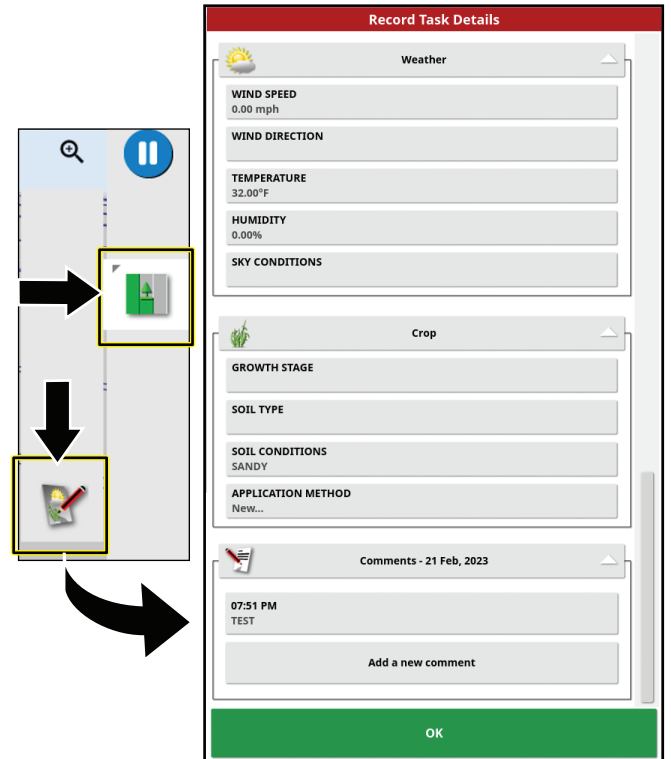 Record Task Details
Weather
WIND SPEED
0.00 mph
WIND DIRECTION
TEMPERATURE
32.00°F
HUMIDITY
0.00%
SKY CONDITIONS
Crop
GROWTH STAGE
SOIL TYPE
SOIL CONDITIONS
SANDY
APPLICATION METHOD
New...
Comments - 21 Feb, 2023
07:51 PM
TEST
Add a new comment
OK